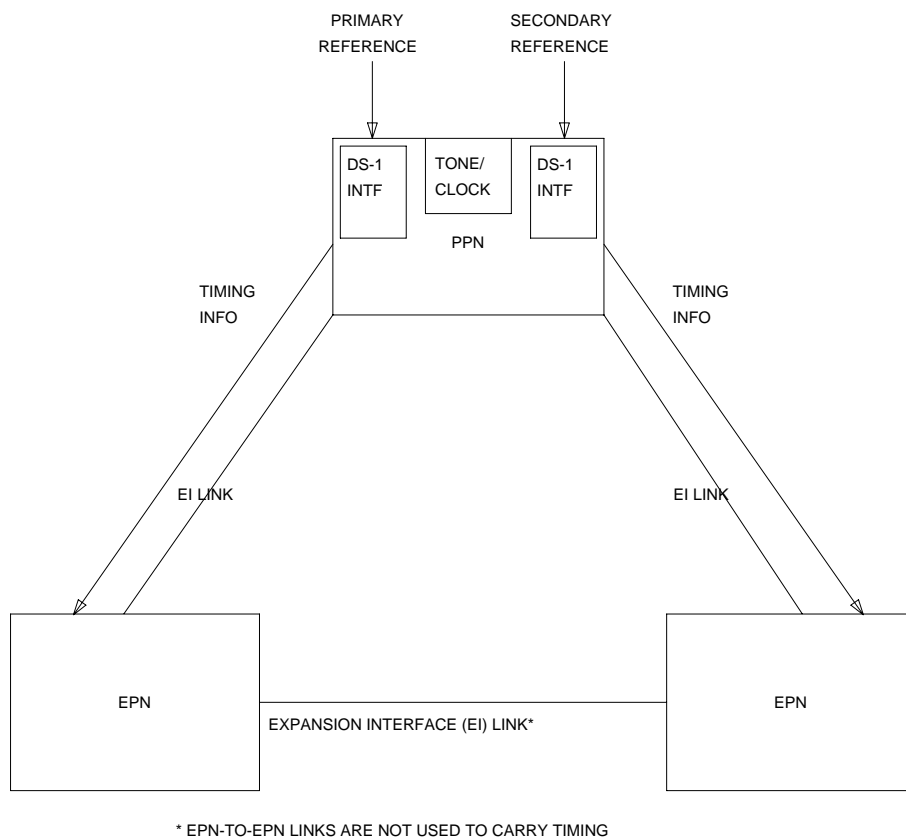 PRIMARY
REFERENCE
SECONDARY
REFERENCE
DS-1
INTF
TONE/
CLOCK
DS-1
INTF
PPN
TIMING
INFO
TIMING
INFO
EI LINK
EI LINK
EPN
EPN
EXPANSION INTERFACE (EI) LINK*
* EPN-TO-EPN LINKS ARE NOT USED TO CARRY TIMING